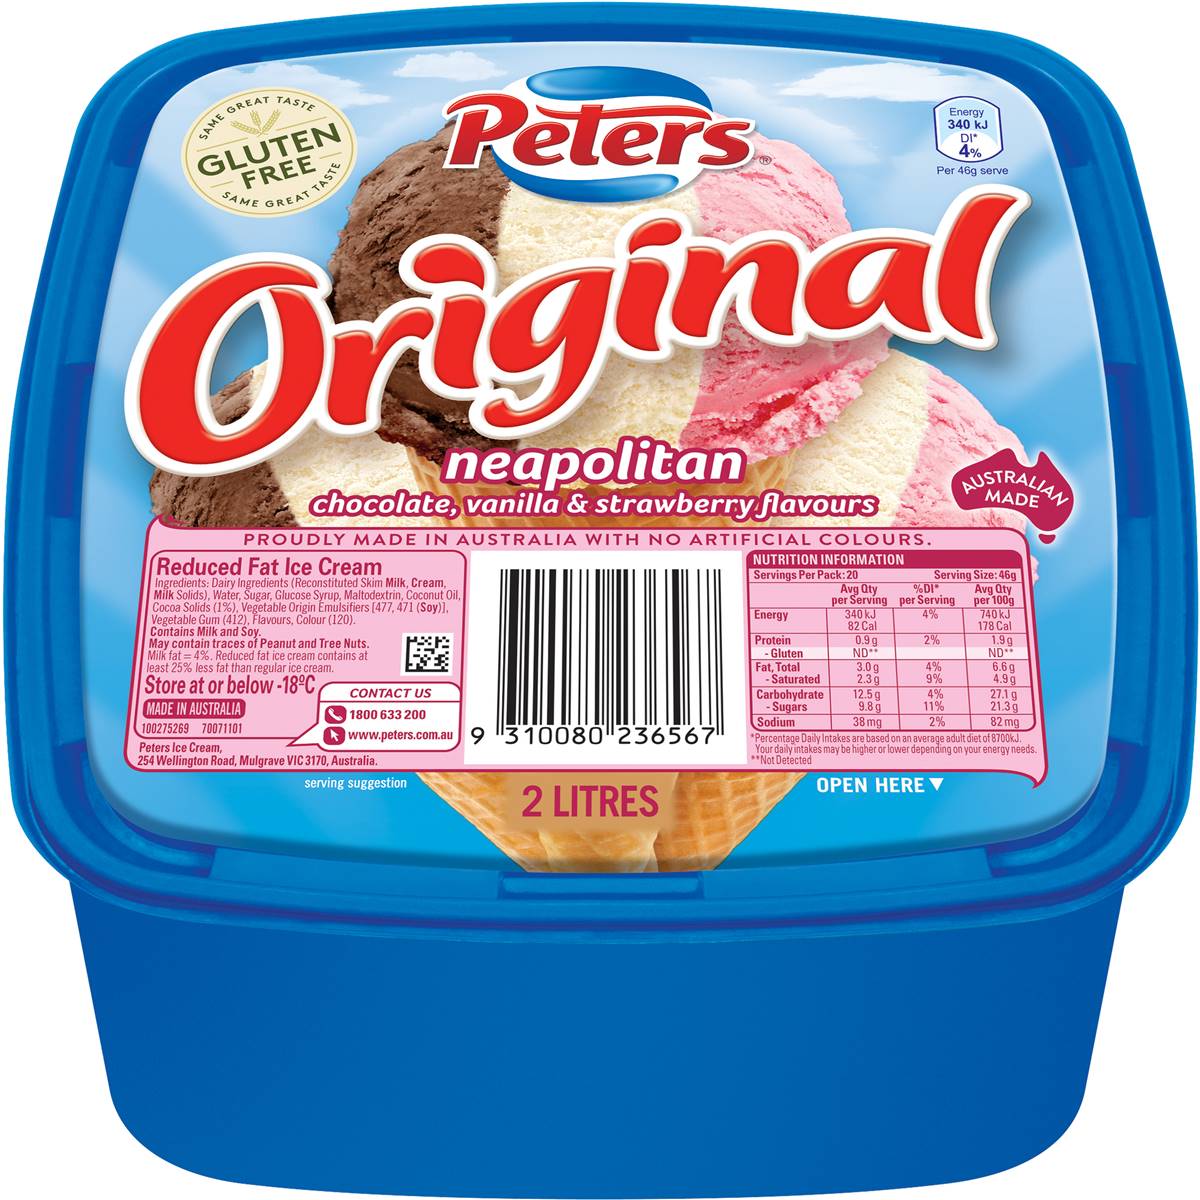 SAME GREAT TASTE
GLUTEN
FREE
SAME GREAT TASTE
Peters®
Energy
340 kJ
DI*
4%
Per 46g serve
Original
neapolitan
chocolate, vanilla & strawberry flavours
AUSTRALIAN
MADE
PROUDLY MADE IN AUSTRALIA WITH NO ARTIFICIAL COLOURS.
Reduced Fat Ice Cream
Ingredients: Dairy Ingredients (Reconstituted Skim Milk, Cream,
Milk Solids), Water, Sugar, Glucose Syrup, Maltodextrin, Coconut Oil,
Cocoa Solids (1%), Vegetable Origin Emulsifiers [477, 471 (Soy)],
Vegetable Gum (412), Flavours, Colour (120).
Contains Milk and Soy.
May contain traces of Peanut and Tree Nuts.
Milk fat = 4%. Reduced fat ice cream contains at
least 25% less fat than regular ice cream.
Store at or below -18ºC
MADE IN AUSTRALIA
100275269 70071101
CONTACT US
1800 633 200
www.peters.com.au
Peters Ice Cream,
254 Wellington Road, Mulgrave VIC 3170, Australia.
9 310080 236567
NUTRITION INFORMATION
Servings Per Pack: 20 Serving Size: 46g
Avg Qty %DI* Avg Qty
per Serving per Serving per 100g
Energy 340 kJ 4% 740 kJ
82 Cal 178 Cal
Protein 0.9 g 2% 1.9 g
- Gluten ND** ND**
Fat, Total 3.0 g 4% 6.6 g
- Saturated 2.3 g 9% 4.9 g
Carbohydrate 12.5 g 4% 27.1 g
- Sugars 9.8 g 11% 21.3 g
Sodium 38 mg 2% 82 mg
*Percentage Daily Intakes are based on an average adult diet of 8700kJ.
Your daily intakes may be higher or lower depending on your energy needs.
**Not Detected
serving suggestion
2 LITRES
OPEN HERE ▼